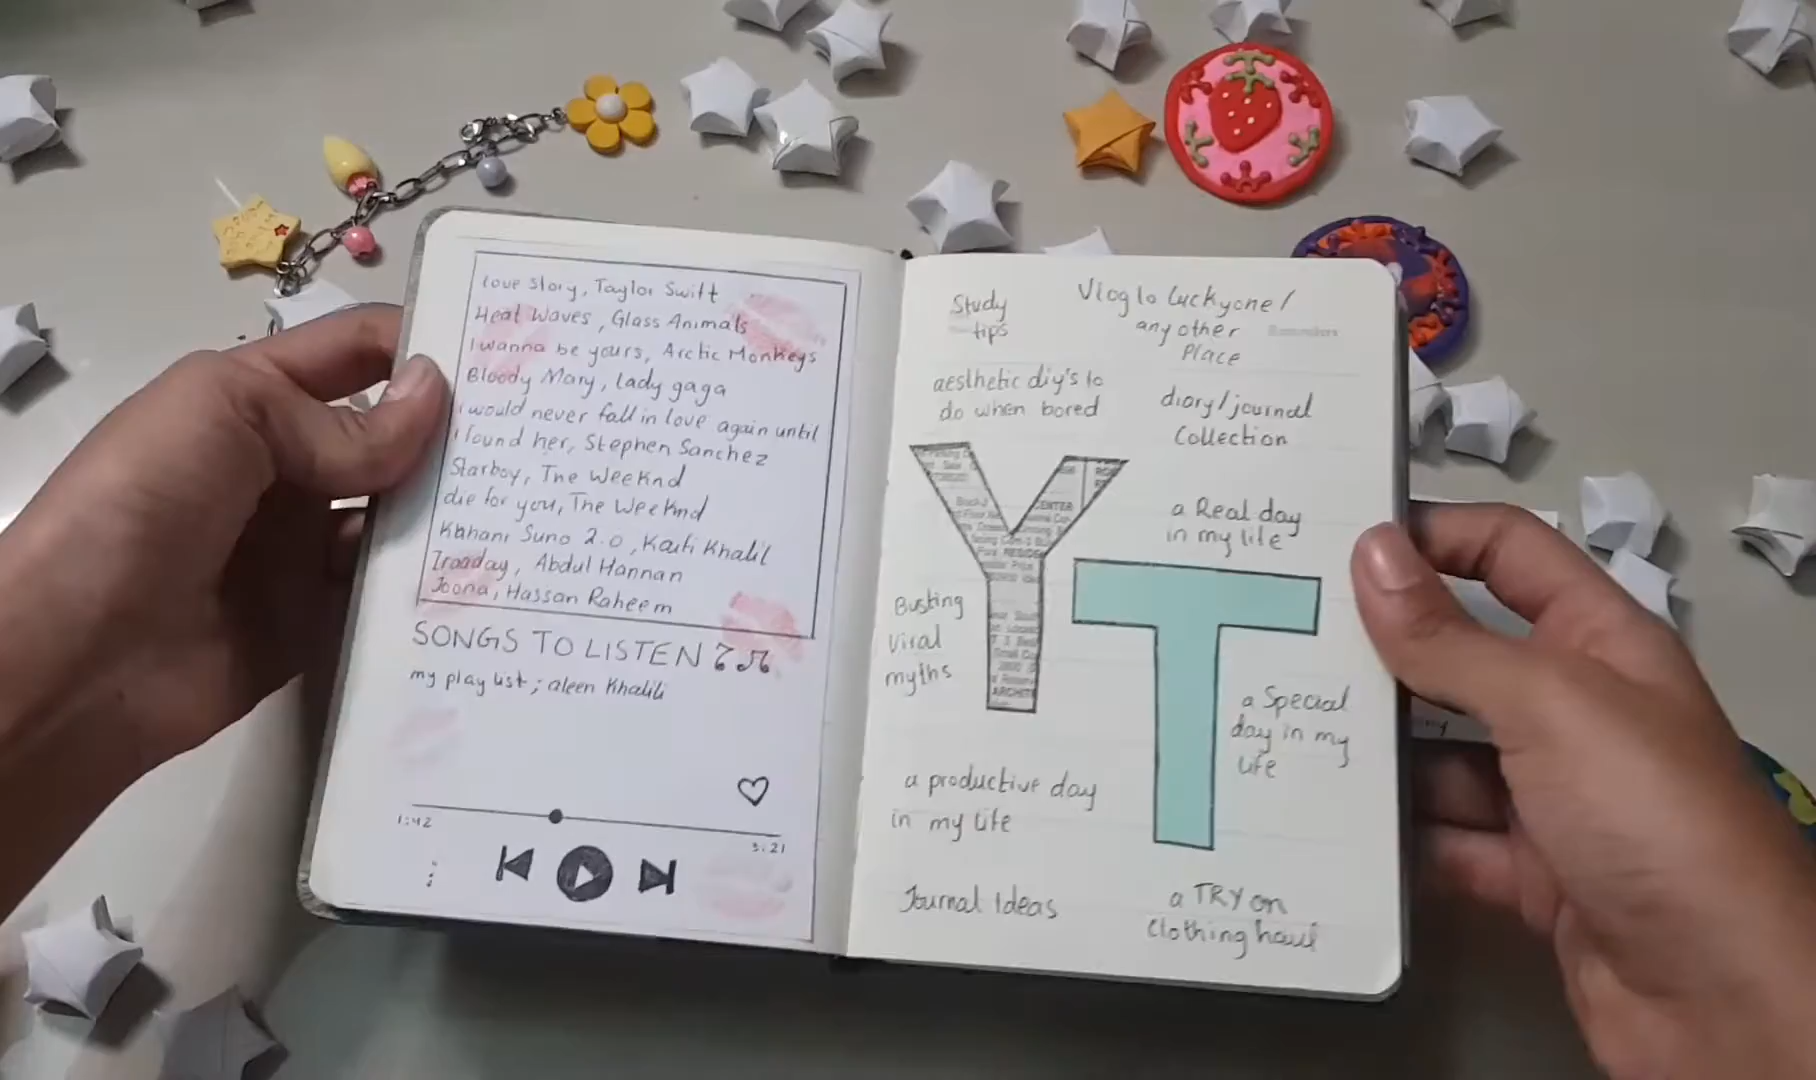 love story, Taylor Swift
Heat Waves, Glass Animals
I wanna be yours, Arctic Monkeys
Bloody Mary, lady gaga
I would never fall in love again until
I found her, Stephen Sanchez
Starboy, The Weeknd
die for you, The Weeknd
Kahani Suno 2.0, Kaifi Khalil
Iraaday, Abdul Hannan
Joona, Hassan Raheem
SONGS TO LISTEN
my play list; aleen Khalili
1:42
3:21
Study
tips
Vlog to luckyone/
any other
Place
aesthetic diy's to
do when bored
diary/journal
Collection
a Real day
in my life
YT
CENTER
Busting
viral
myths
a Special
day in my
life
a productive day
in my life
Journal Ideas
a TRY on
Clothing haul